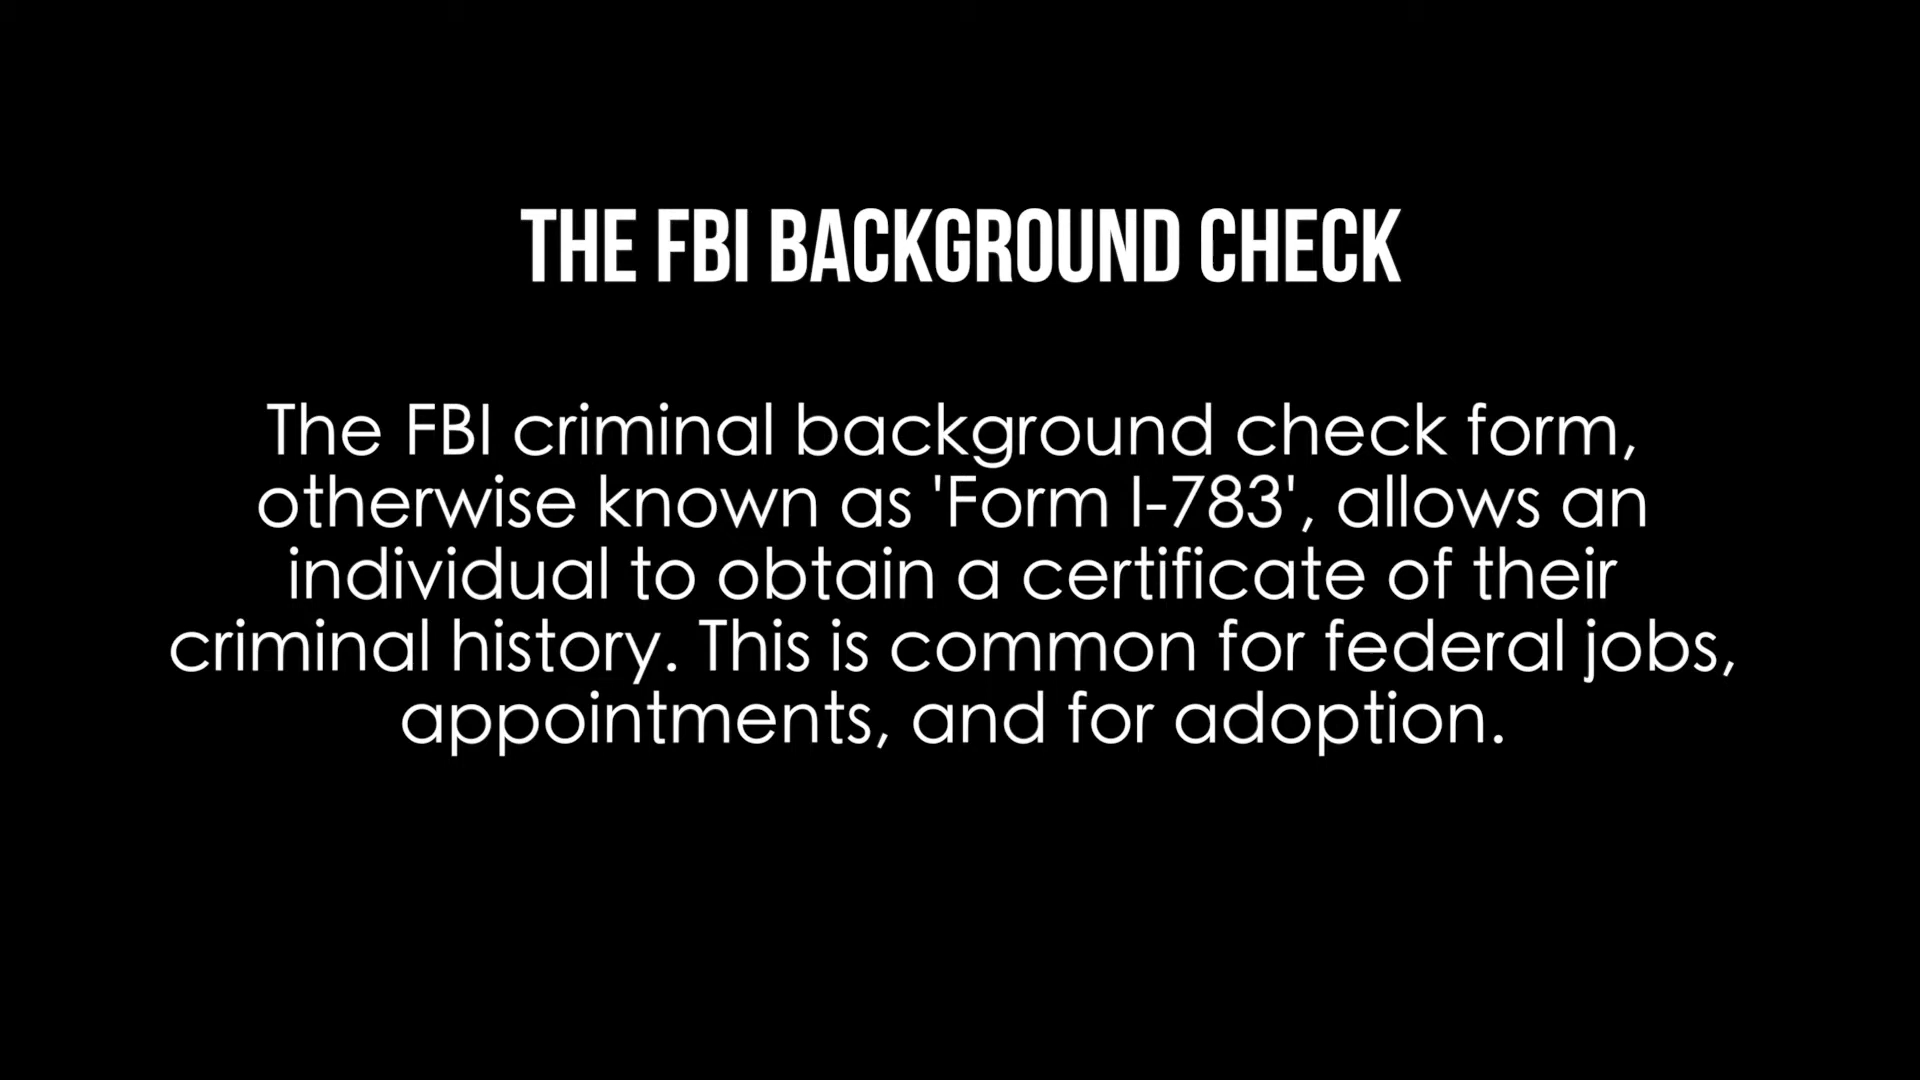 THE FBI BACKGROUND CHECK
The FBI criminal background check form,
otherwise known as 'Form I-783', allows an
individual to obtain a certificate of their
criminal history. This is common for federal jobs,
appointments, and for adoption.